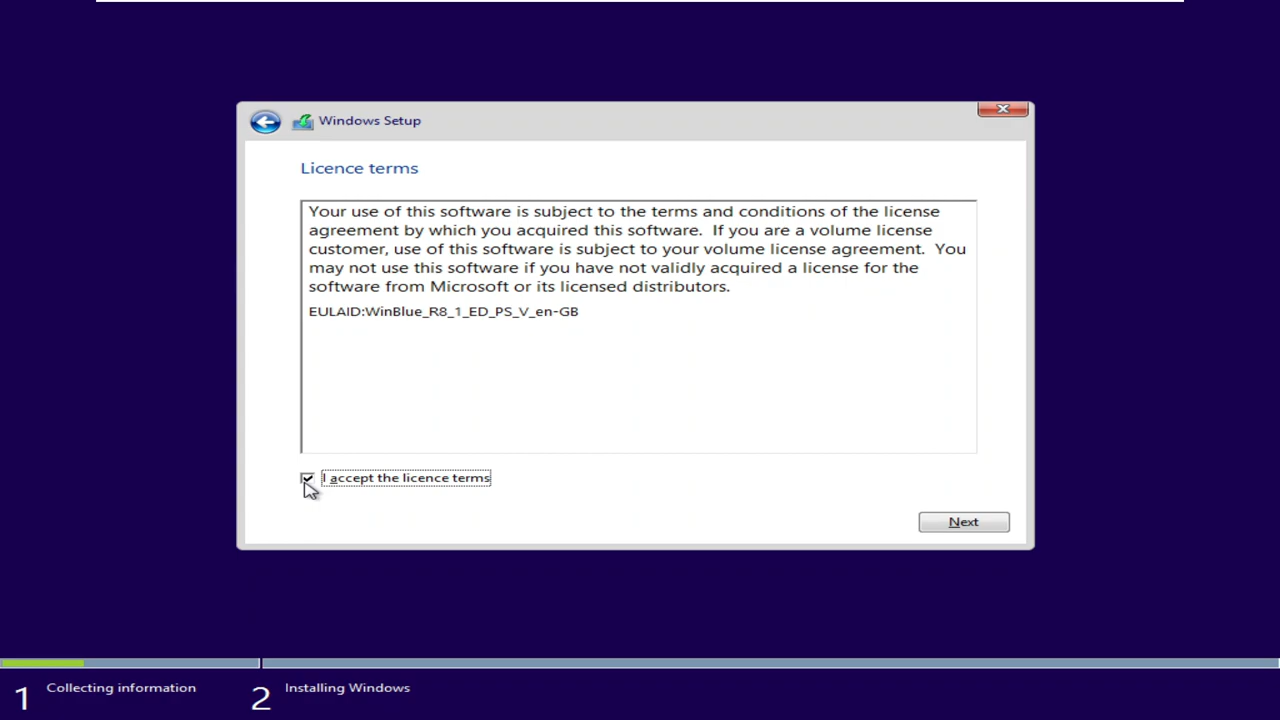 Windows Setup
Licence terms
Your use of this software is subject to the terms and conditions of the license
agreement by which you acquired this software.  If you are a volume license
customer, use of this software is subject to your volume license agreement.  You
may not use this software if you have not validly acquired a license for the
software from Microsoft or its licensed distributors.
EULAID:WinBlue_R8_1_ED_PS_V_en-GB
I accept the licence terms
Next
1 Collecting information
2 Installing Windows